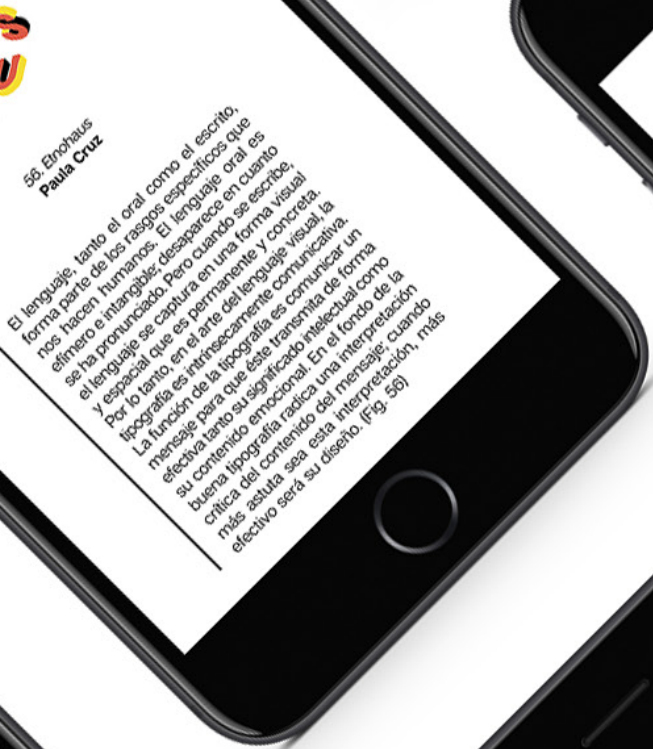 S
U
56. Etnohaus
Paula Cruz
El lenguaje, tanto el oral como el escrito,
forma parte de los rasgos específicos que
nos hacen humanos. El lenguaje oral es
efímero e intangible; desaparece en cuanto
se ha pronunciado. Pero cuando se escribe,
el lenguaje se captura en una forma visual
y espacial que es permanente y concreta.
Por lo tanto, en el arte del lenguaje visual, la
tipografía es intrínsecamente comunicativa.
La función de la tipografía es comunicar un
mensaje para que éste transmita de forma
efectiva tanto su significado intelectual como
su contenido emocional. En el fondo de la
buena tipografía radica una interpretación
crítica del contenido del mensaje; cuando
más astuta sea esta interpretación, más
efectivo será su diseño. (Fig. 56)